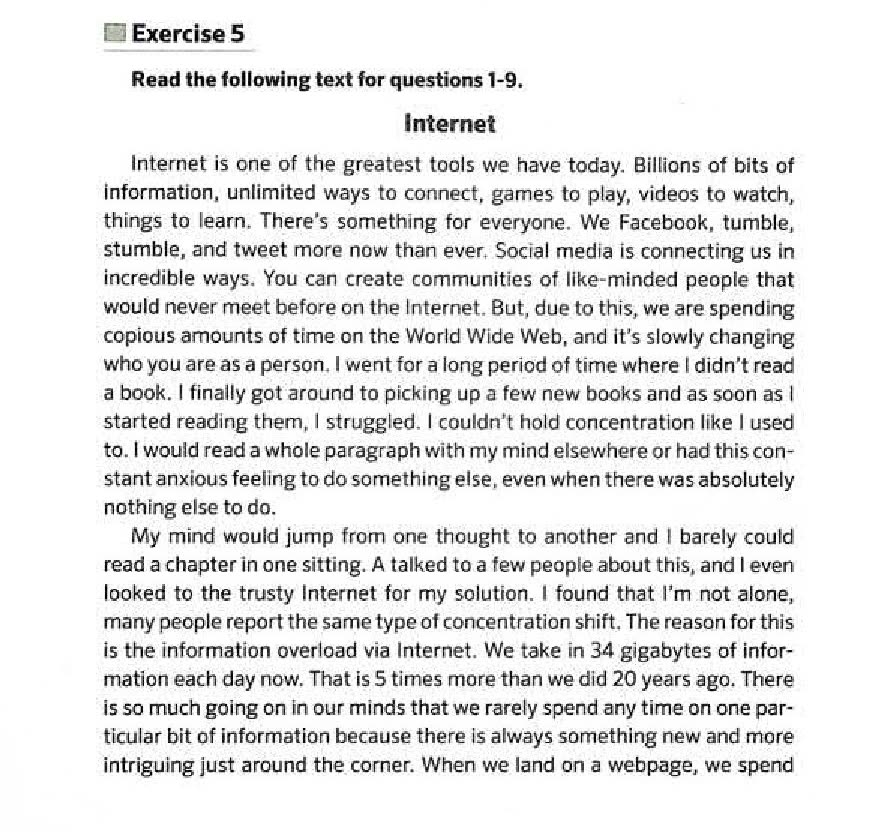 Exercise 5
Read the following text for questions 1-9.
Internet
Internet is one of the greatest tools we have today. Billions of bits of
information, unlimited ways to connect, games to play, videos to watch,
things to learn. There's something for everyone. We Facebook, tumble,
stumble, and tweet more now than ever. Social media is connecting us in
incredible ways. You can create communities of like-minded people that
would never meet before on the Internet. But, due to this, we are spending
copious amounts of time on the World Wide Web, and it's slowly changing
who you are as a person. I went for a long period of time where I didn't read
a book. I finally got around to picking up a few new books and as soon as I
started reading them, I struggled. I couldn't hold concentration like I used
to. I would read a whole paragraph with my mind elsewhere or had this con-
stant anxious feeling to do something else, even when there was absolutely
nothing else to do.
My mind would jump from one thought to another and I barely could
read a chapter in one sitting. A talked to a few people about this, and I even
looked to the trusty Internet for my solution. I found that I'm not alone,
many people report the same type of concentration shift. The reason for this
is the information overload via Internet. We take in 34 gigabytes of infor-
mation each day now. That is 5 times more than we did 20 years ago. There
is so much going on in our minds that we rarely spend any time on one par-
ticular bit of information because there is always something new and more
intriguing just around the corner. When we land on a webpage, we spend